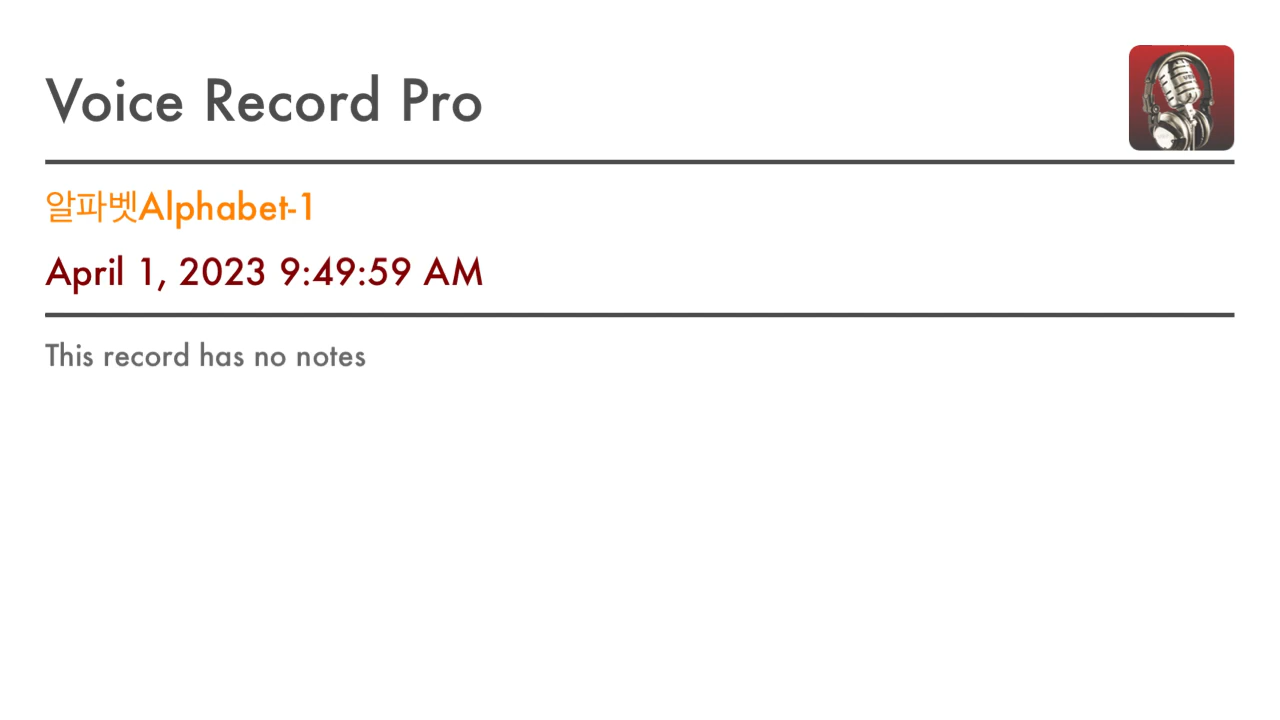 Voice Record Pro
알파벳Alphabet-1
April 1, 2023 9:49:59 AM
This record has no notes